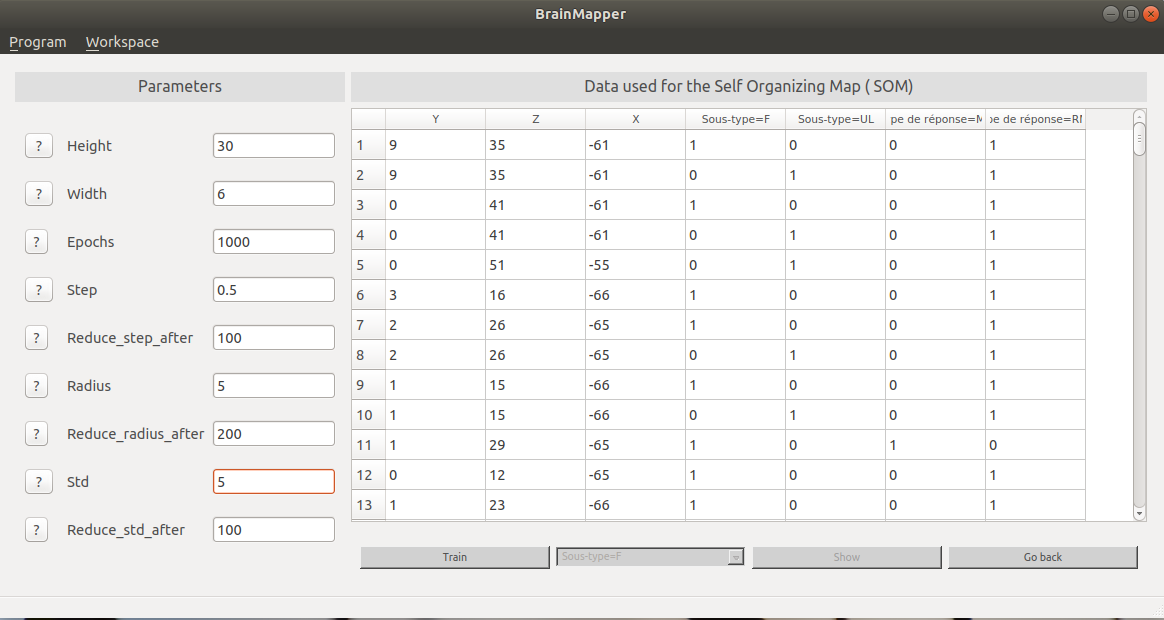 BrainMapper
Program Workspace
Parameters
? Height 30
? Width 6
? Epochs 1000
? Step 0.5
? Reduce_step_after 100
? Radius 5
? Reduce_radius_after 200
? Std 5
? Reduce_std_after 100
Data used for the Self Organizing Map ( SOM)
Y Z X Sous-type=F Sous-type=UL pe de réponse=M pe de réponse=RM
1 9 35 -61 1 0 0 1
2 9 35 -61 0 1 0 1
3 0 41 -61 1 0 0 1
4 0 41 -61 0 1 0 1
5 0 51 -55 0 1 0 1
6 3 16 -66 1 0 0 1
7 2 26 -65 1 0 0 1
8 2 26 -65 0 1 0 1
9 1 15 -66 1 0 0 1
10 1 15 -66 0 1 0 1
11 1 29 -65 1 0 1 0
12 0 12 -65 1 0 0 1
13 1 23 -66 1 0 0 1
Train Sous-type=F Show Go back